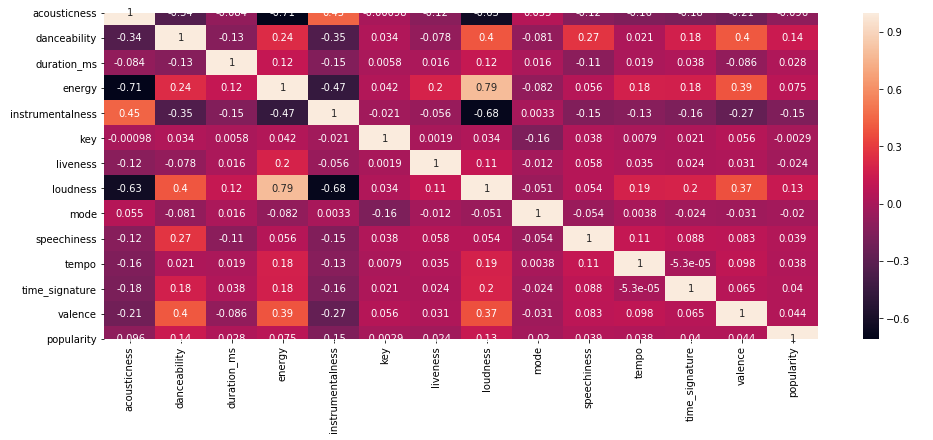 acousticness 1 -0.34 -0.084 -0.71 0.45 -0.00098 -0.12 -0.63 0.055 -0.12 -0.16 -0.18 -0.21 -0.096
danceability -0.34 1 -0.13 0.24 -0.35 0.034 -0.078 0.4 -0.081 0.27 0.021 0.18 0.4 0.14
duration_ms -0.084 -0.13 1 0.12 -0.15 0.0058 0.016 0.12 0.016 -0.11 0.019 0.038 -0.086 0.028
energy -0.71 0.24 0.12 1 -0.47 0.042 0.2 0.79 -0.082 0.056 0.18 0.18 0.39 0.075
instrumentalness 0.45 -0.35 -0.15 -0.47 1 -0.021 -0.056 -0.68 0.0033 -0.15 -0.13 -0.16 -0.27 -0.15
key -0.00098 0.034 0.0058 0.042 -0.021 1 0.0019 0.034 -0.16 0.038 0.0079 0.021 0.056 -0.0029
liveness -0.12 -0.078 0.016 0.2 -0.056 0.0019 1 0.11 -0.012 0.058 0.035 0.024 0.031 -0.024
loudness -0.63 0.4 0.12 0.79 -0.68 0.034 0.11 1 -0.051 0.054 0.19 0.2 0.37 0.13
mode 0.055 -0.081 0.016 -0.082 0.0033 -0.16 -0.012 -0.051 1 -0.054 0.0038 -0.024 -0.031 -0.02
speechiness -0.12 0.27 -0.11 0.056 -0.15 0.038 0.058 0.054 -0.054 1 0.11 0.088 0.083 0.039
tempo -0.16 0.021 0.019 0.18 -0.13 0.0079 0.035 0.19 0.0038 0.11 1 -5.3e-05 0.098 0.038
time_signature -0.18 0.18 0.038 0.18 -0.16 0.021 0.024 0.2 -0.024 0.088 -5.3e-05 1 0.065 0.04
valence -0.21 0.4 -0.086 0.39 -0.27 0.056 0.031 0.37 -0.031 0.083 0.098 0.065 1 0.044
popularity -0.096 0.14 0.028 0.075 -0.15 -0.0029 -0.024 0.13 -0.02 0.039 0.038 0.04 0.044 1
acousticness danceability duration_ms energy instrumentalness key liveness loudness mode speechiness tempo time_signature valence popularity
0.9
0.6
0.3
0.0
-0.3
-0.6